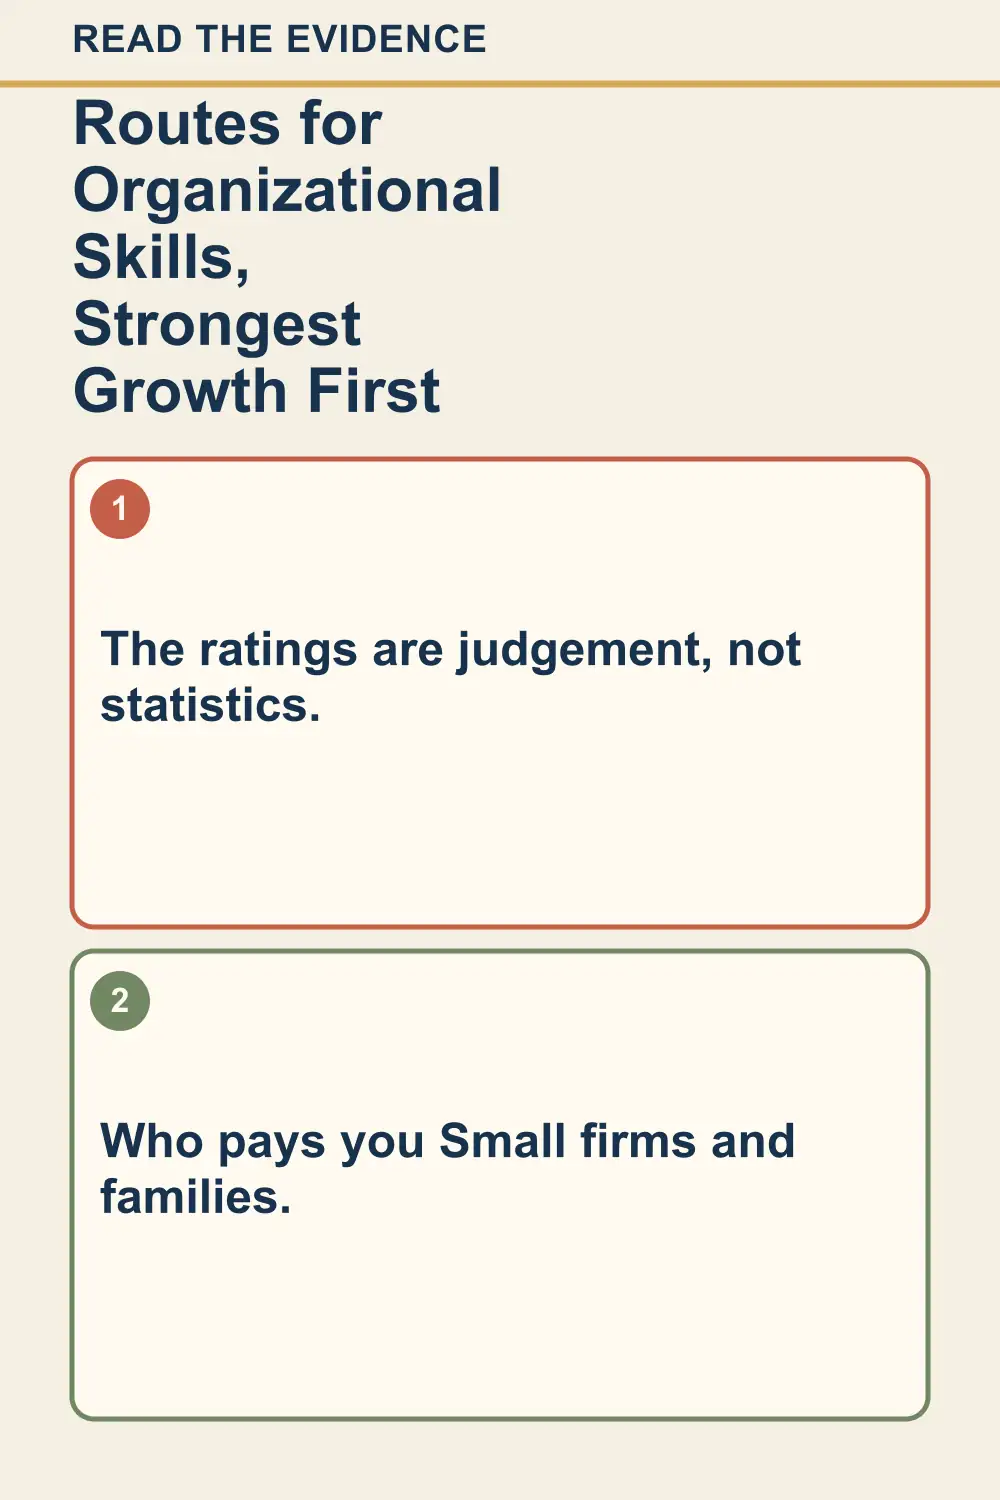 READ THE EVIDENCE
Routes for
Organizational
Skills,
Strongest
Growth First
1
The ratings are judgement, not
statistics.
2
Who pays you Small firms and
families.